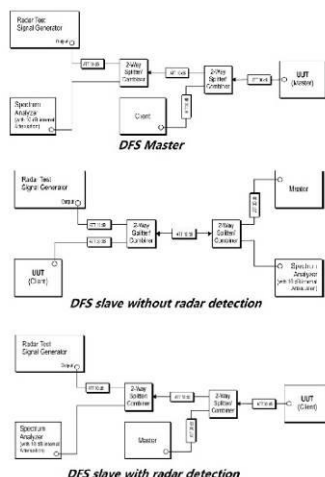 Radar Test
Signal Generator
Output
2-Way
Splitter/
Combiner
2-Way
Splitter/
Combiner
UUT
(Master)
Spectrum
Analyzer
Client
DFS Master
Radar Test
Signal Generator
Output
2-Way
Splitter/
Combiner
2-Way
Splitter/
Combiner
Master
UUT
(Client)
Spectrum
Analyzer
DFS slave without radar detection
Radar Test
Signal Generator
Output
2-Way
Splitter/
Combiner
2-Way
Splitter/
Combiner
UUT
(Client)
Spectrum
Analyzer
Master
DFS slave with radar detection